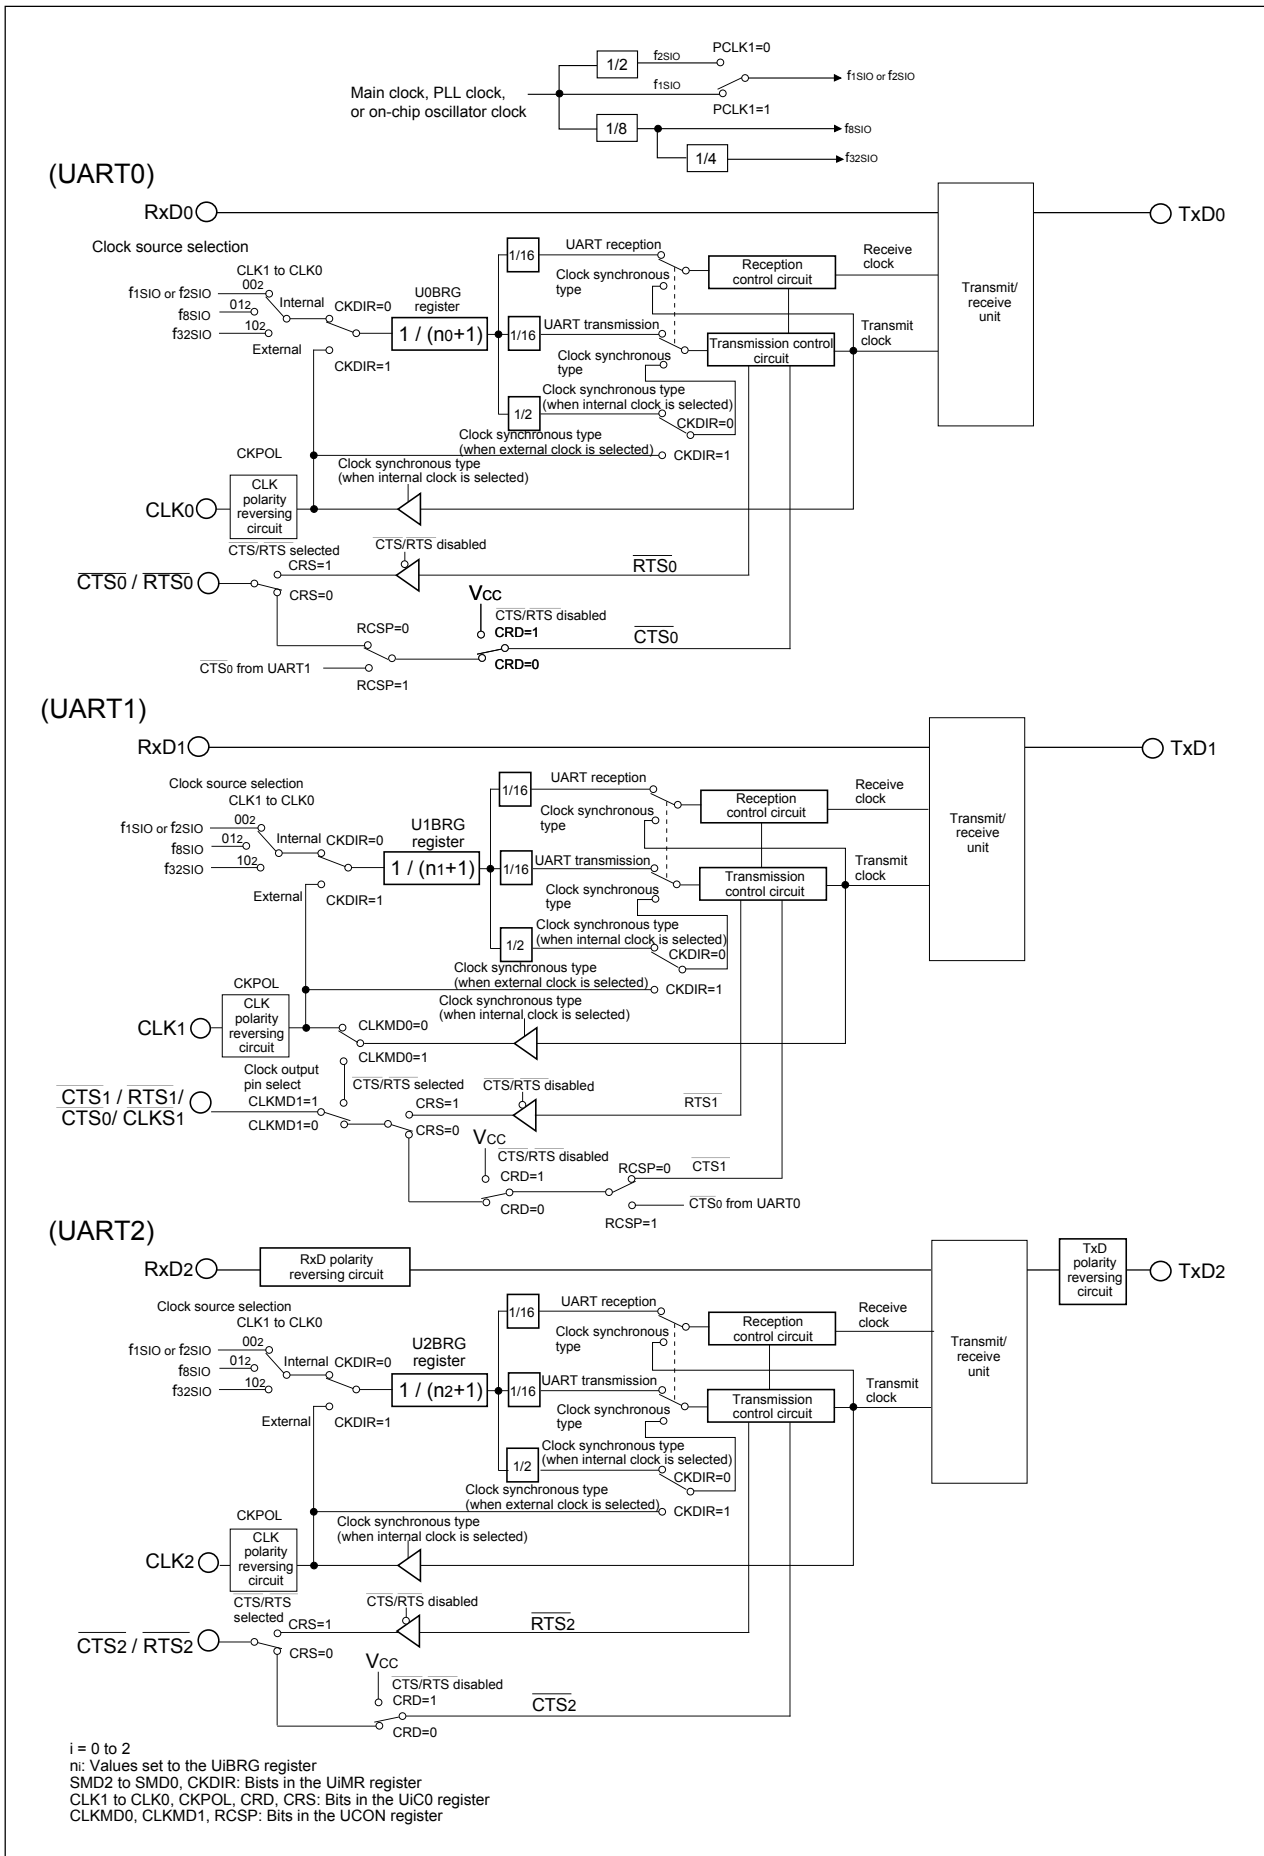 f2SIO
PCLK1=0
1/2
Main clock, PLL clock,
or on-chip oscillator clock
f1SIO
f1SIO or f2SIO
PCLK1=1
1/8
f8SIO
1/4
f32SIO
(UART0)
RxD0
TxD0
Clock source selection
CLK1 to CLK0
f1SIO or f2SIO
002
f8SIO
012
f32SIO
102
Internal
CKDIR=0
External
CKDIR=1
U0BRG
register
1 / (n0+1)
1/16
UART reception
Clock synchronous
type
Reception
control circuit
Receive
clock
1/16
UART transmission
Clock synchronous
type
Transmission control
circuit
Transmit
clock
Transmit/
receive
unit
1/2
Clock synchronous type
(when internal clock is selected)
CKDIR=0
Clock synchronous type
(when external clock is selected)
CKDIR=1
CKPOL
Clock synchronous type
(when internal clock is selected)
CLK0
CLK
polarity
reversing
circuit
CTS/RTS selected
CTS/RTS disabled
CTS0 / RTS0
CRS=1
CRS=0
RTS0
VCC
CTS/RTS disabled
CRD=1
CTS0
RCSP=0
CTS0 from UART1
CRD=0
RCSP=1
(UART1)
RxD1
TxD1
Clock source selection
CLK1 to CLK0
f1SIO or f2SIO
002
f8SIO
012
f32SIO
102
Internal
CKDIR=0
External
CKDIR=1
U1BRG
register
1 / (n1+1)
1/16
UART reception
Clock synchronous
type
Reception
control circuit
Receive
clock
1/16
UART transmission
Clock synchronous
type
Transmission
control circuit
Transmit
clock
Transmit/
receive
unit
1/2
Clock synchronous type
(when internal clock is selected)
CKDIR=0
Clock synchronous type
(when external clock is selected)
CKDIR=1
CKPOL
Clock synchronous type
(when internal clock is selected)
CLK1
CLK
polarity
reversing
circuit
CLKMD0=0
CLKMD0=1
Clock output
pin select
CTS/RTS selected
CTS/RTS disabled
CTS1 / RTS1/
CTS0/ CLKS1
CLKMD1=1
CLKMD1=0
CRS=1
CRS=0
RTS1
VCC
CTS/RTS disabled
CRD=1
CRD=0
RCSP=0
CTS1
CTS0 from UART0
RCSP=1
(UART2)
RxD2
RxD polarity
reversing circuit
TxD
polarity
reversing
circuit
TxD2
Clock source selection
CLK1 to CLK0
f1SIO or f2SIO
002
f8SIO
012
f32SIO
102
Internal
CKDIR=0
External
CKDIR=1
U2BRG
register
1 / (n2+1)
1/16
UART reception
Clock synchronous
type
Reception
control circuit
Receive
clock
1/16
UART transmission
Clock synchronous
type
Transmission
control circuit
Transmit
clock
Transmit/
receive
unit
1/2
Clock synchronous type
(when internal clock is selected)
CKDIR=0
Clock synchronous type
(when external clock is selected)
CKDIR=1
CKPOL
Clock synchronous type
(when internal clock is selected)
CLK2
CLK
polarity
reversing
circuit
CTS/RTS
selected
CTS/RTS disabled
CTS2 / RTS2
CRS=1
CRS=0
RTS2
VCC
CTS/RTS disabled
CRD=1
CTS2
CRD=0
i = 0 to 2
ni: Values set to the UiBRG register
SMD2 to SMD0, CKDIR: Bists in the UiMR register
CLK1 to CLK0, CKPOL, CRD, CRS: Bits in the UiC0 register
CLKMD0, CLKMD1, RCSP: Bits in the UCON register